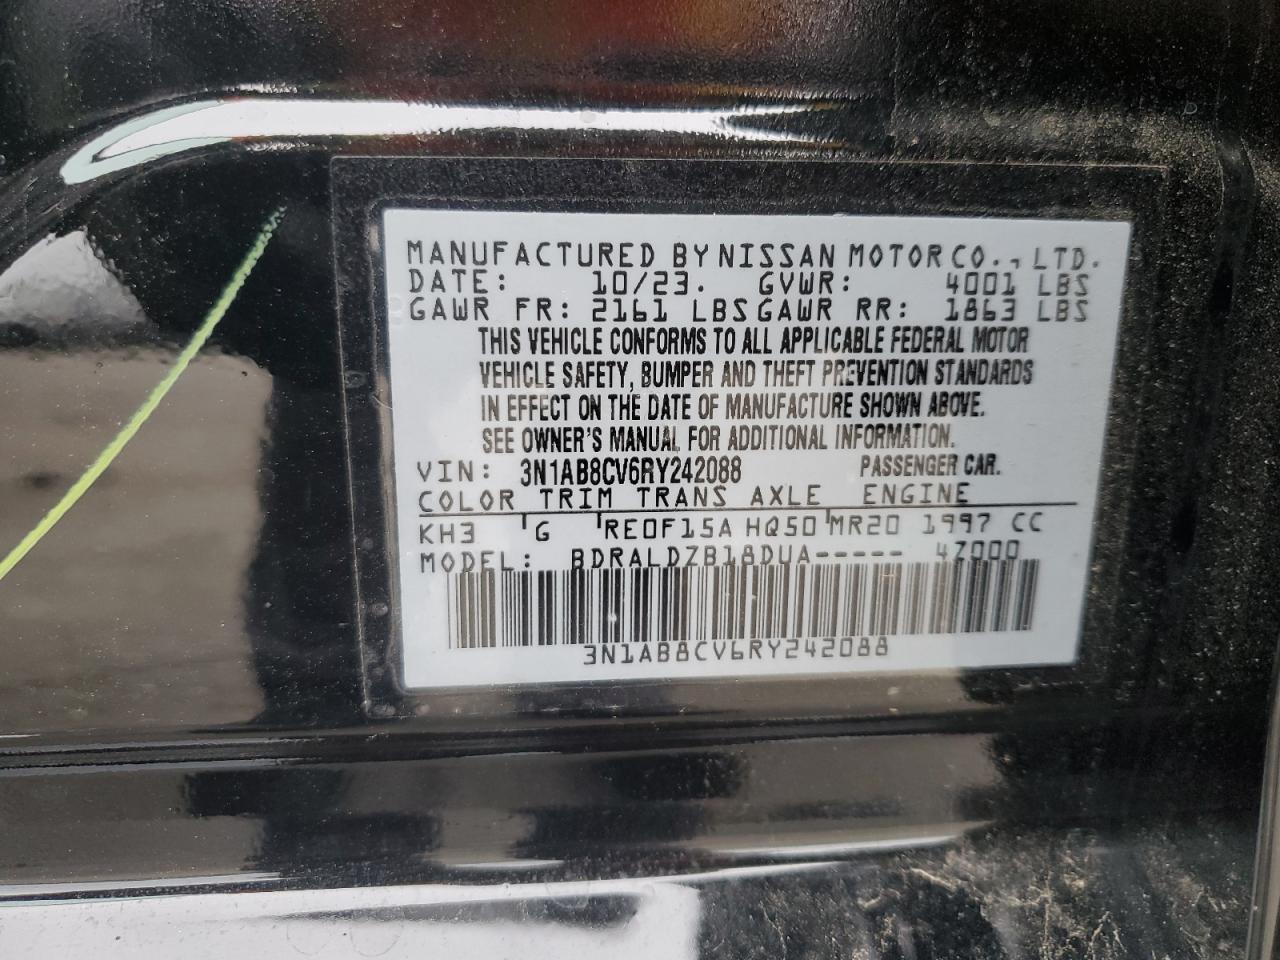 MANUFACTURED BY NISSAN MOTOR CO., LTD.
DATE: 10/23. GVWR: 4001 LBS
GAWR FR: 2161 LBS GAWR RR: 1863 LBS
THIS VEHICLE CONFORMS TO ALL APPLICABLE FEDERAL MOTOR
VEHICLE SAFETY, BUMPER AND THEFT PREVENTION STANDARDS
IN EFFECT ON THE DATE OF MANUFACTURE SHOWN ABOVE.
SEE OWNER'S MANUAL FOR ADDITIONAL INFORMATION.
VIN: 3N1AB8CV6RY242088 PASSENGER CAR.
COLOR TRIM TRANS AXLE ENGINE
KH3 G RE0F15A HQ50 MR20 1997 CC
MODEL: BDRALDZB18DUA----- 4Z000
3N1AB8CV6RY242088